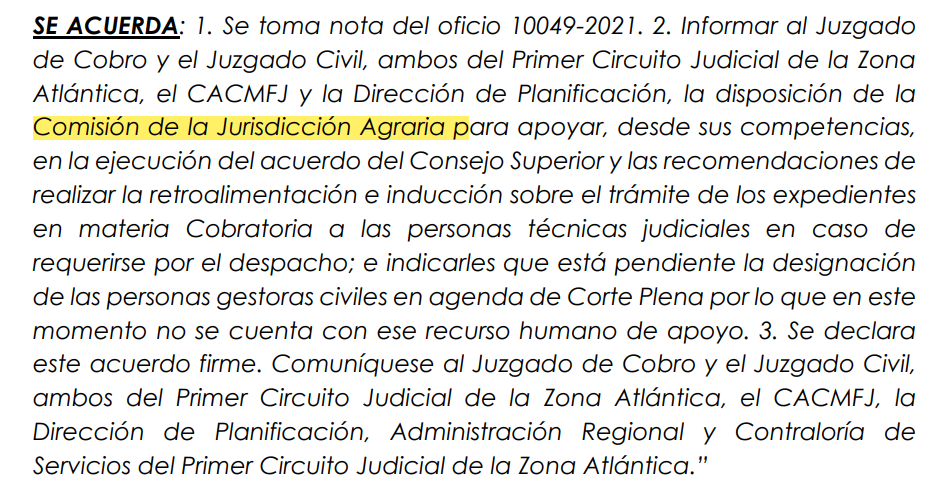 SE ACUERDA: 1. Se toma nota del oficio 10049-2021. 2. Informar al Juzgado
de Cobro y el Juzgado Civil, ambos del Primer Circuito Judicial de la Zona
Atlántica, el CACMFJ y la Dirección de Planificación, la disposición de la
Comisión de la Jurisdicción Agraria para apoyar, desde sus competencias,
en la ejecución del acuerdo del Consejo Superior y las recomendaciones de
realizar la retroalimentación e inducción sobre el trámite de los expedientes
en materia Cobratoria a las personas técnicas judiciales en caso de
requerirse por el despacho; e indicarles que está pendiente la designación
de las personas gestoras civiles en agenda de Corte Plena por lo que en este
momento no se cuenta con ese recurso humano de apoyo. 3. Se declara
este acuerdo firme. Comuníquese al Juzgado de Cobro y el Juzgado Civil,
ambos del Primer Circuito Judicial de la Zona Atlántica, el CACMFJ, la
Dirección de Planificación, Administración Regional y Contraloría de
Servicios del Primer Circuito Judicial de la Zona Atlántica.”